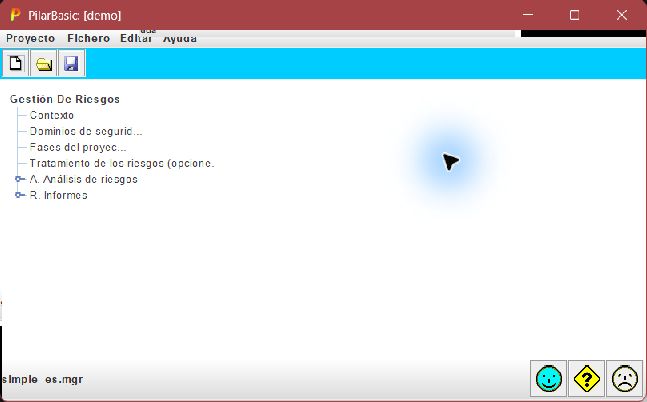 PilarBasic: [demo]
Proyecto Fichero Editar Ayuda
Gestión De Riesgos
Contexto
Dominios de segurid...
Fases del proyec...
Tratamiento de los riesgos (opcione.
A. Análisis de riesgos
R. Informes
simple_es.mgr